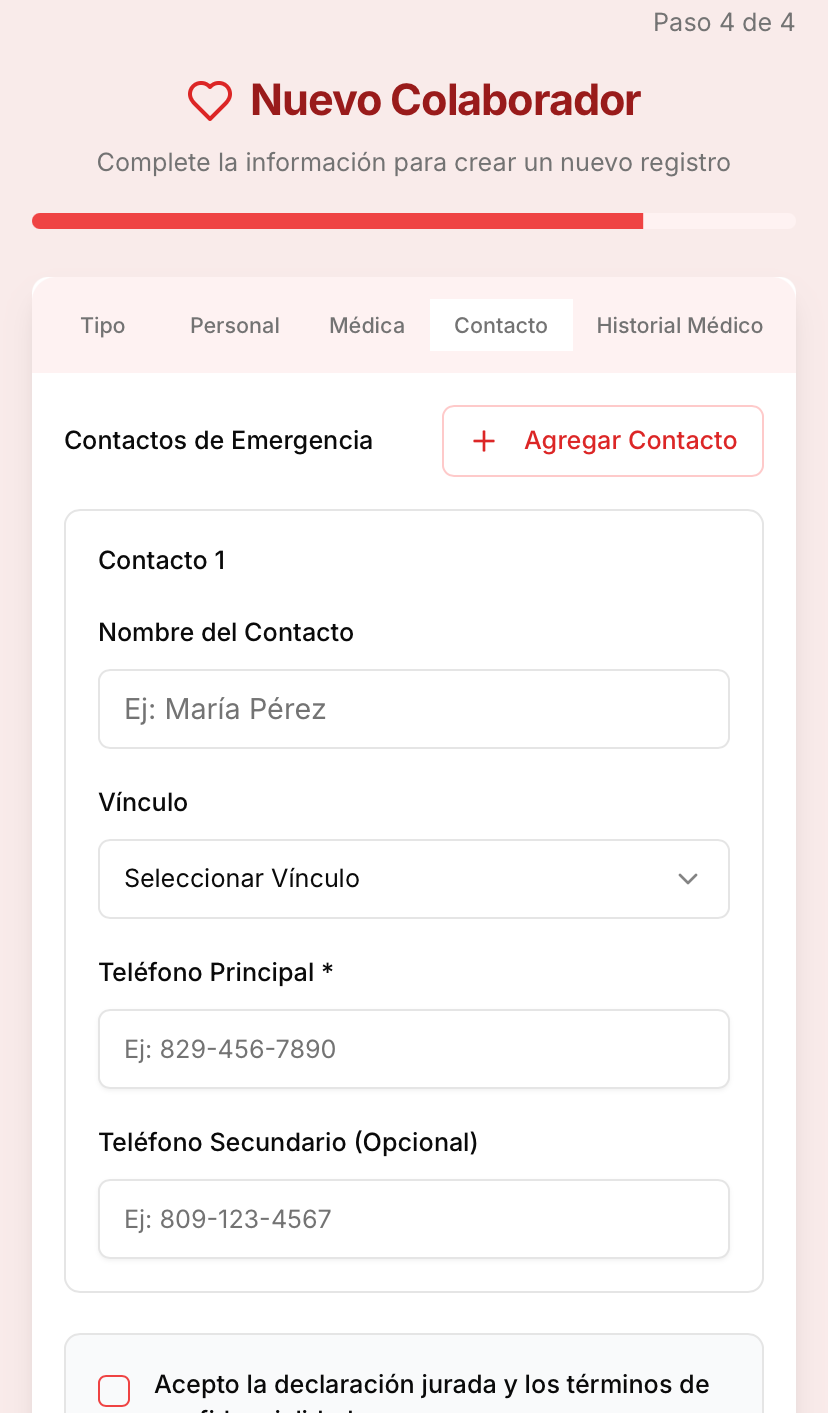 Paso 4 de 4
Nuevo Colaborador
Complete la información para crear un nuevo registro
Tipo Personal Médica Contacto Historial Médico
Contactos de Emergencia
+ Agregar Contacto
Contacto 1
Nombre del Contacto
Ej: María Pérez
Vínculo
Seleccionar Vínculo
Teléfono Principal *
Ej: 829-456-7890
Teléfono Secundario (Opcional)
Ej: 809-123-4567
Acepto la declaración jurada y los términos de